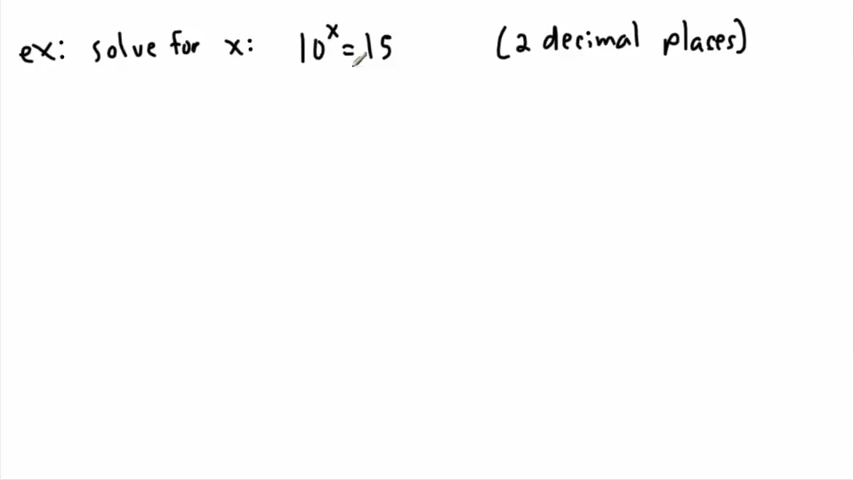 ex: solve for x: 10^x = 15 (2 decimal places)